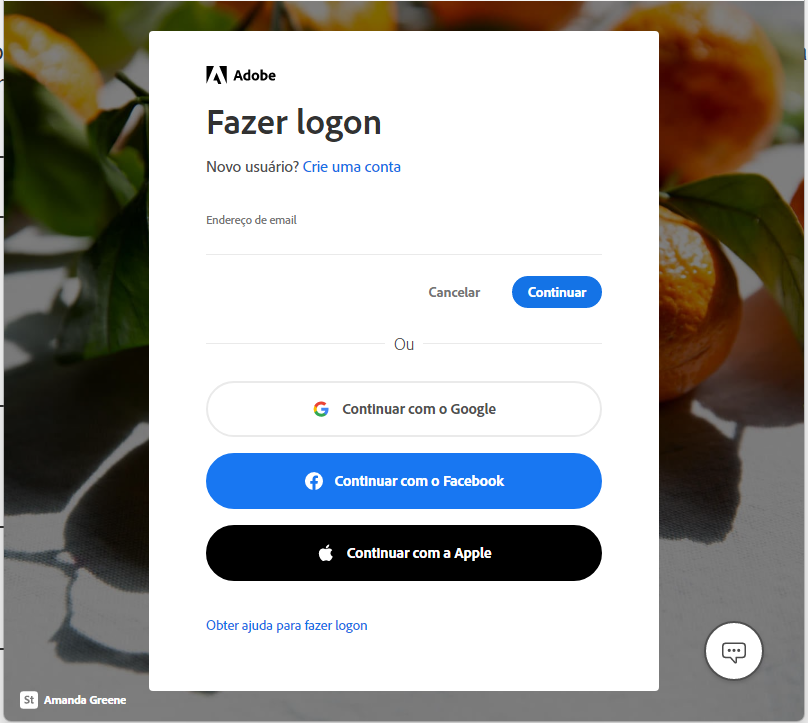 Adobe
Fazer logon
Novo usuário? Crie uma conta
Endereço de email
Cancelar
Continuar
Ou
Continuar com o Google
Continuar com o Facebook
Continuar com a Apple
Obter ajuda para fazer logon
St Amanda Greene